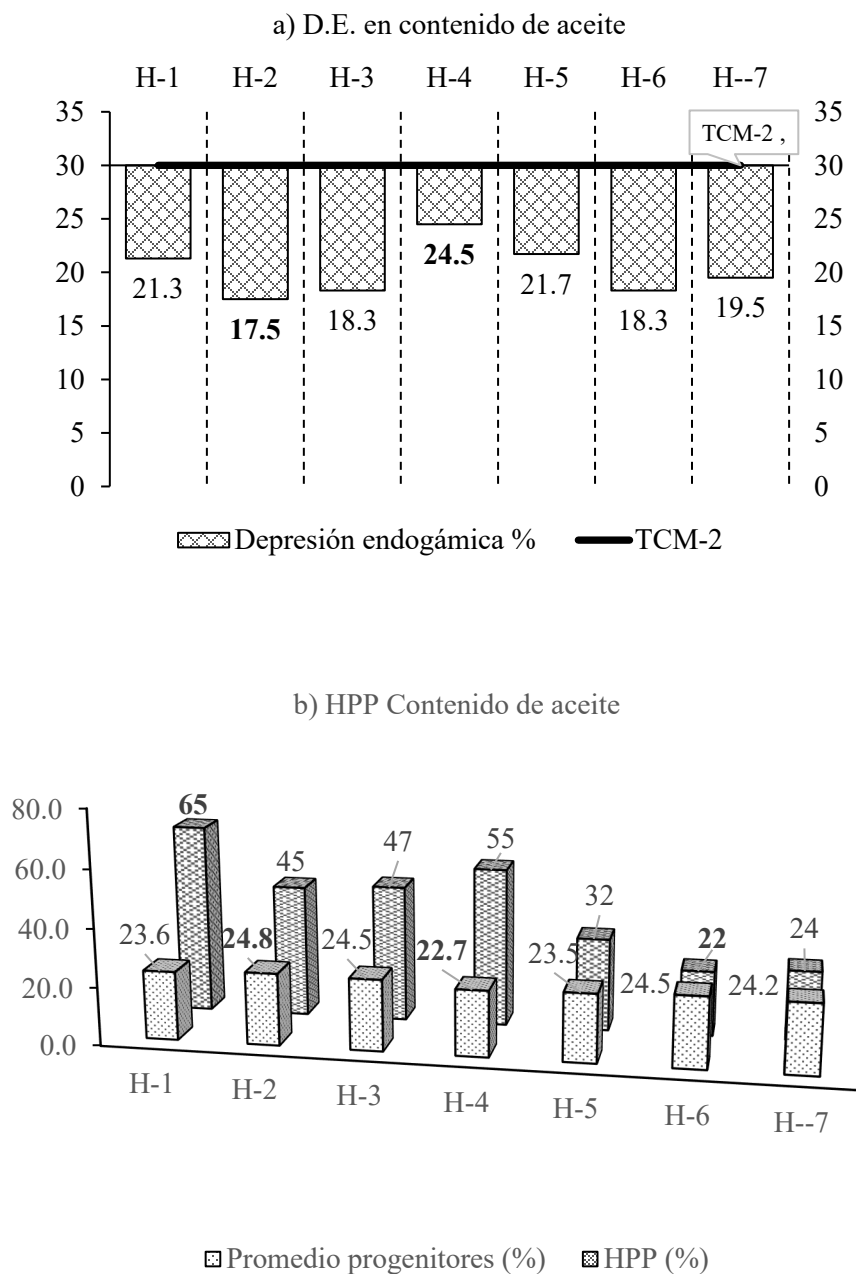 a) D.E. en contenido de aceite
H-1 H-2 H-3 H-4 H-5 H-6 H--7
35 35
TCM-2 ,
30 30
25 25
20 20
15 15
10 10
5 5
0 0
21.3 17.5 18.3 24.5 21.7 18.3 19.5
Depresión endogámica % TCM-2
b) HPP Contenido de aceite
80.0
60.0
40.0
20.0
0.0
65 45 47 55 32 22 24
23.6 24.8 24.5 22.7 23.5 24.5 24.2
H-1 H-2 H-3 H-4 H-5 H-6 H--7
Promedio progenitores (%) HPP (%)